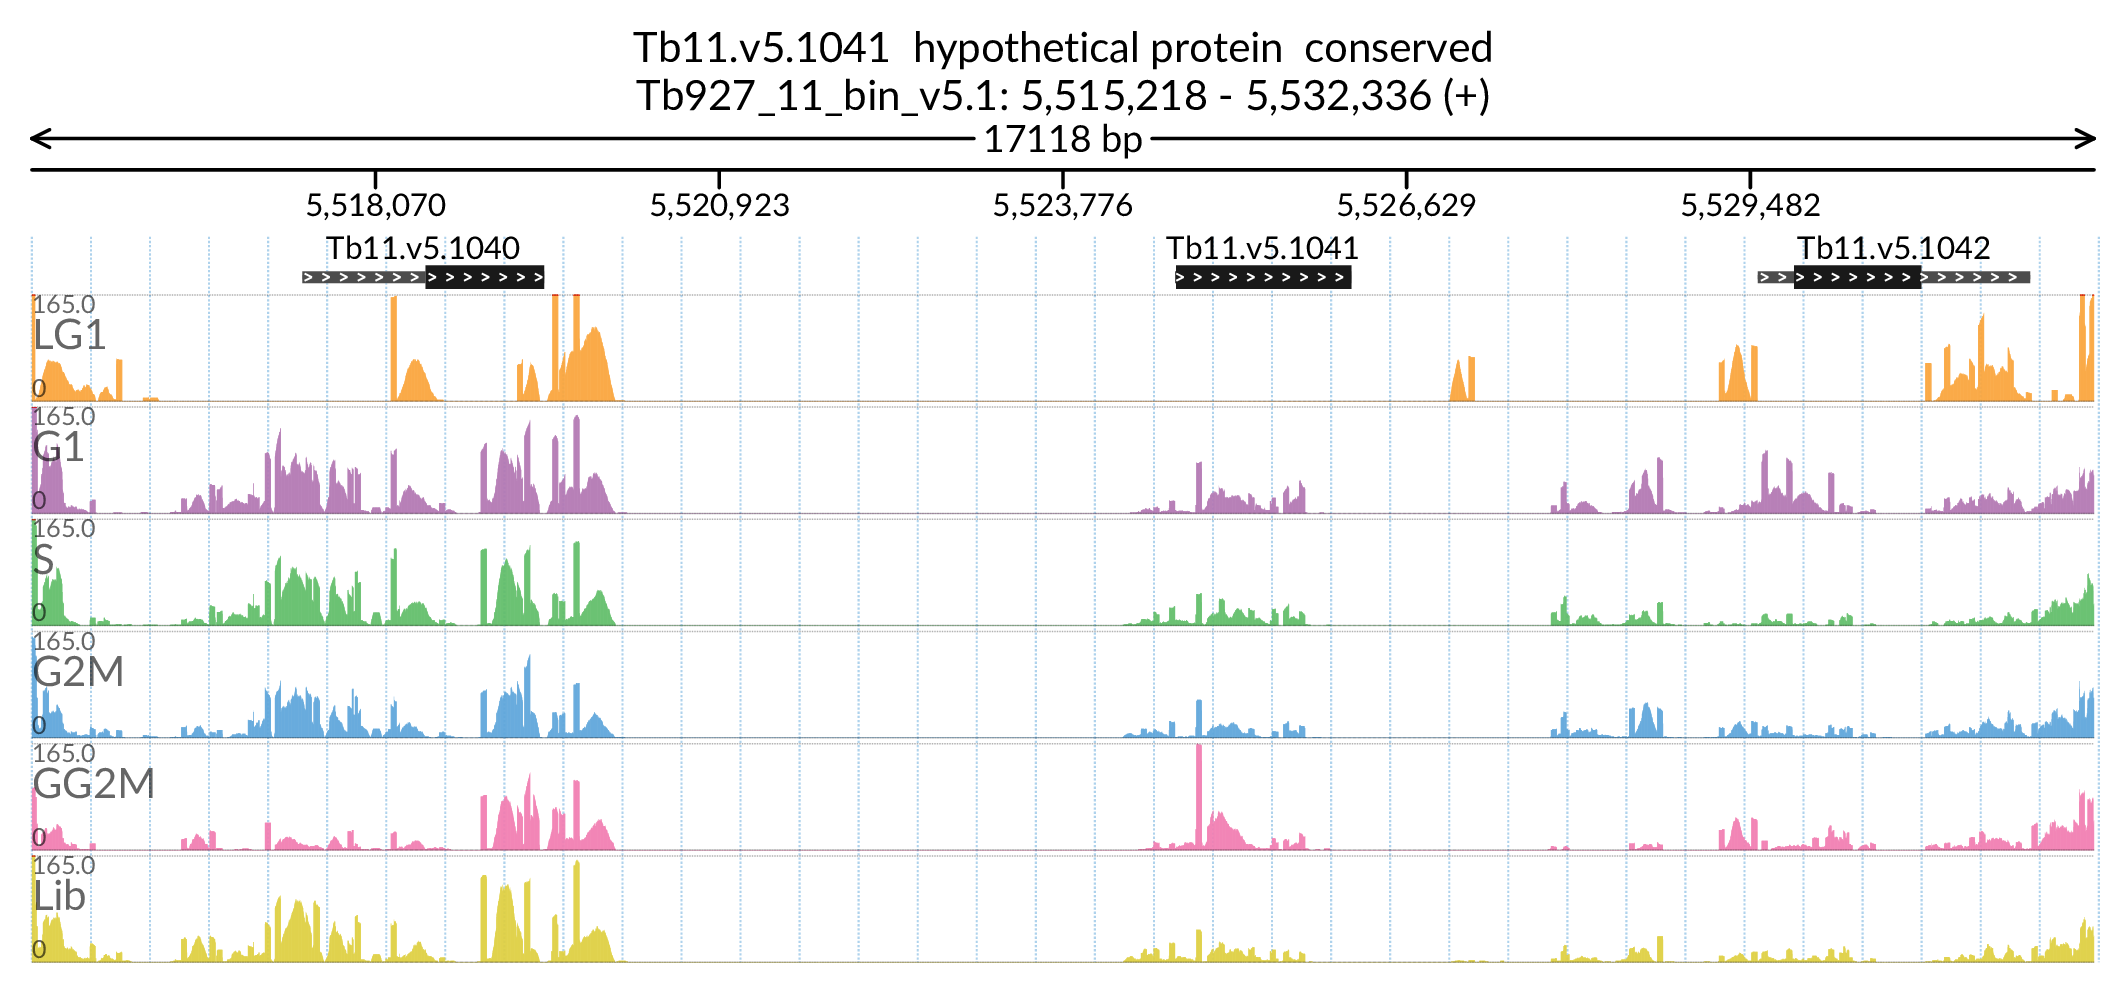 Tb11.v5.1041  hypothetical protein  conserved
Tb927_11_bin_v5.1: 5,515,218 - 5,532,336 (+)
17118 bp
5,518,070 5,520,923 5,523,776 5,526,629 5,529,482
Tb11.v5.1040 Tb11.v5.1041 Tb11.v5.1042
165.0
LG1
0
165.0
G1
0
165.0
S
0
165.0
G2M
0
165.0
GG2M
0
165.0
Lib
0